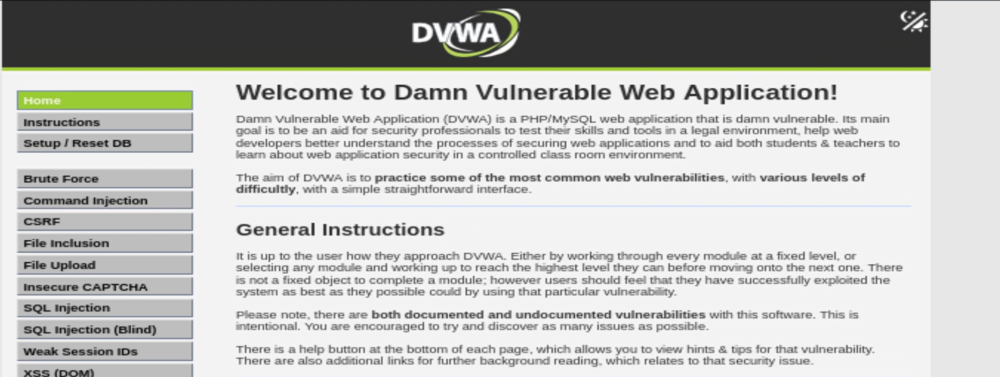 DVWA
Home
Instructions
Setup / Reset DB
Brute Force
Command Injection
CSRF
File Inclusion
File Upload
Insecure CAPTCHA
SQL Injection
SQL Injection (Blind)
Weak Session IDs
XSS (DOM)
Welcome to Damn Vulnerable Web Application!
Damn Vulnerable Web Application (DVWA) is a PHP/MySQL web application that is damn vulnerable. Its main
goal is to be an aid for security professionals to test their skills and tools in a legal environment, help web
developers better understand the processes of securing web applications and to aid both students & teachers to
learn about web application security in a controlled class room environment.
The aim of DVWA is to practice some of the most common web vulnerabilities, with various levels of
difficultly, with a simple straightforward interface.
General Instructions
It is up to the user how they approach DVWA. Either by working through every module at a fixed level, or
selecting any module and working up to reach the highest level they can before moving onto the next one. There
is not a fixed object to complete a module; however users should feel that they have successfully exploited the
system as best as they possible could by using that particular vulnerability.
Please note, there are both documented and undocumented vulnerabilities with this software. This is
intentional. You are encouraged to try and discover as many issues as possible.
There is a help button at the bottom of each page, which allows you to view hints & tips for that vulnerability.
There are also additional links for further background reading, which relates to that security issue.